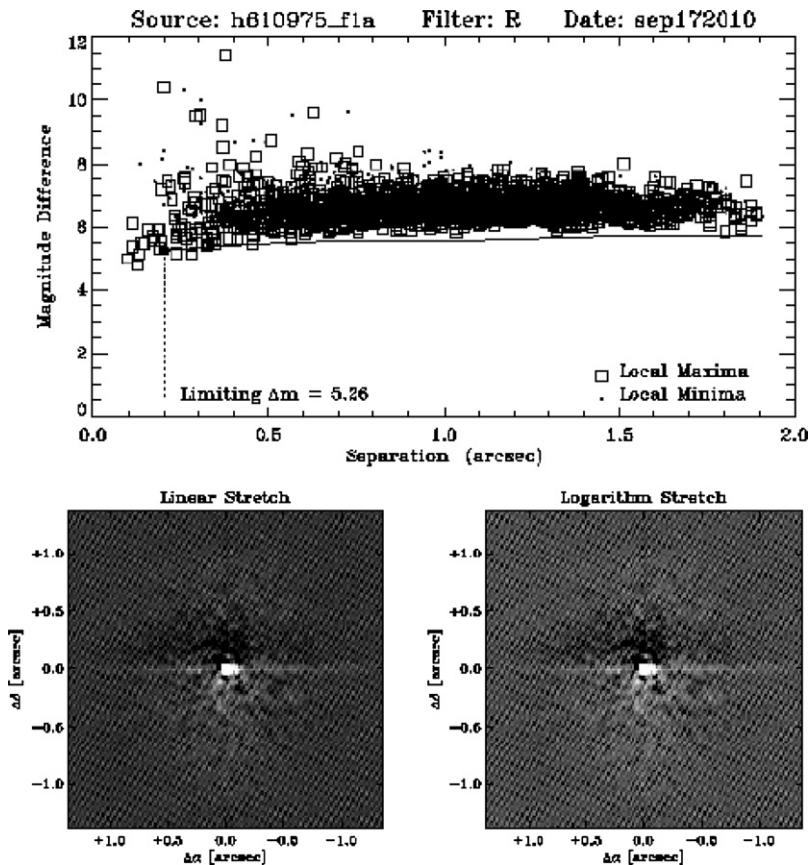 Source: h610975_f1a Filter: R Date: sep172010
12
10
8
6
4
2
0
Magnitude Difference
Limiting Δm = 5.26
Local Maxima
Local Minima
0.0 0.5 1.0 1.5 2.0
Separation (arcsec)
Linear Stretch
+1.0
+0.5
0.0
-0.5
-1.0
Δδ [arcsec]
+1.0 +0.5 0.0 -0.5 -1.0
Δα [arcsec]
Logarithm Stretch
+1.0
+0.5
0.0
-0.5
-1.0
Δδ [arcsec]
+1.0 +0.5 0.0 -0.5 -1.0
Δα [arcsec]